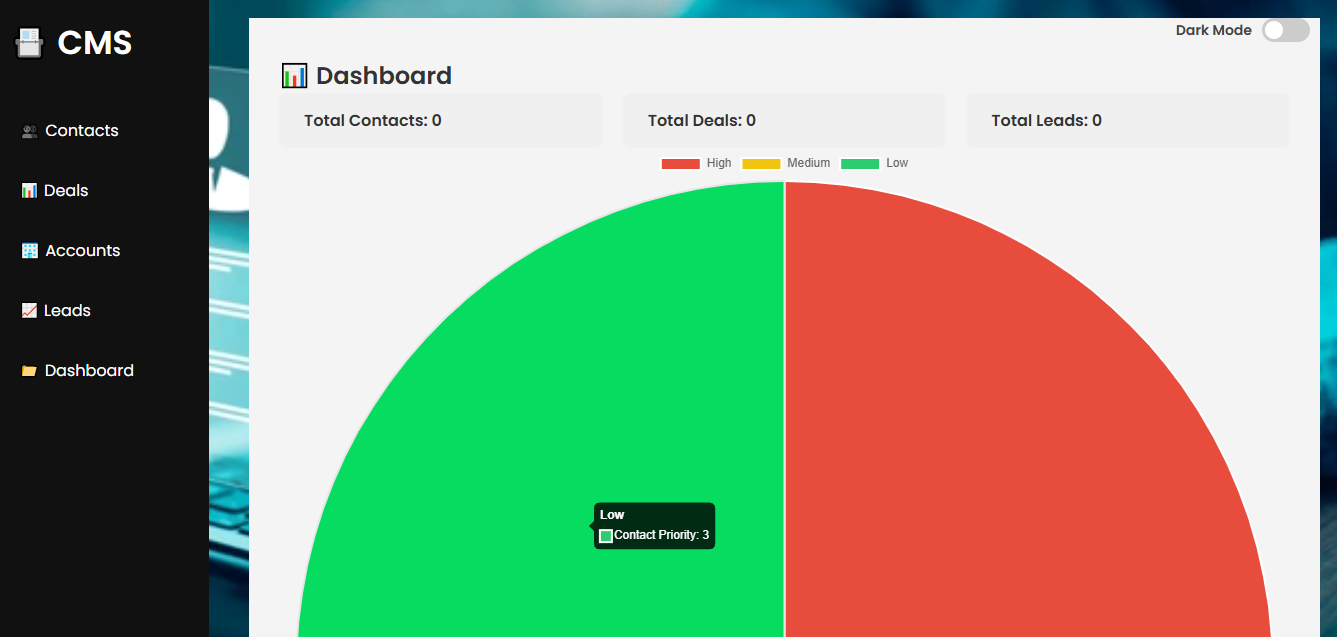 CMS
Contacts
Deals
Accounts
Leads
Dashboard
Dark Mode
Dashboard
Total Contacts: 0
Total Deals: 0
Total Leads: 0
High
Medium
Low
Low
Contact Priority: 3